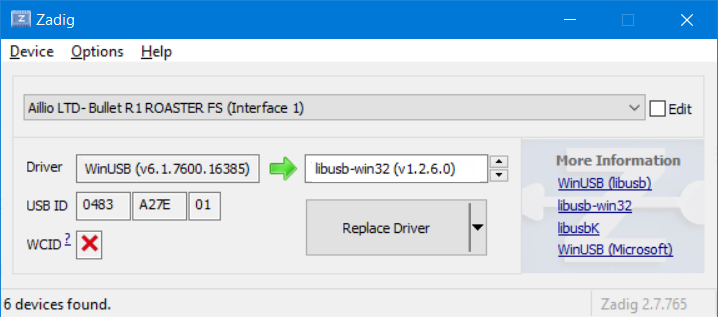 Zadig
Device Options Help
Aillio LTD- Bullet R1 ROASTER FS (Interface 1) Edit
Driver WinUSB (v6.1.7600.16385) libusb-win32 (v1.2.6.0)
USB ID 0483 A27E 01
WCID ?
Replace Driver
More Information
WinUSB (libusb)
libusb-win32
libusbK
WinUSB (Microsoft)
6 devices found. Zadig 2.7.765